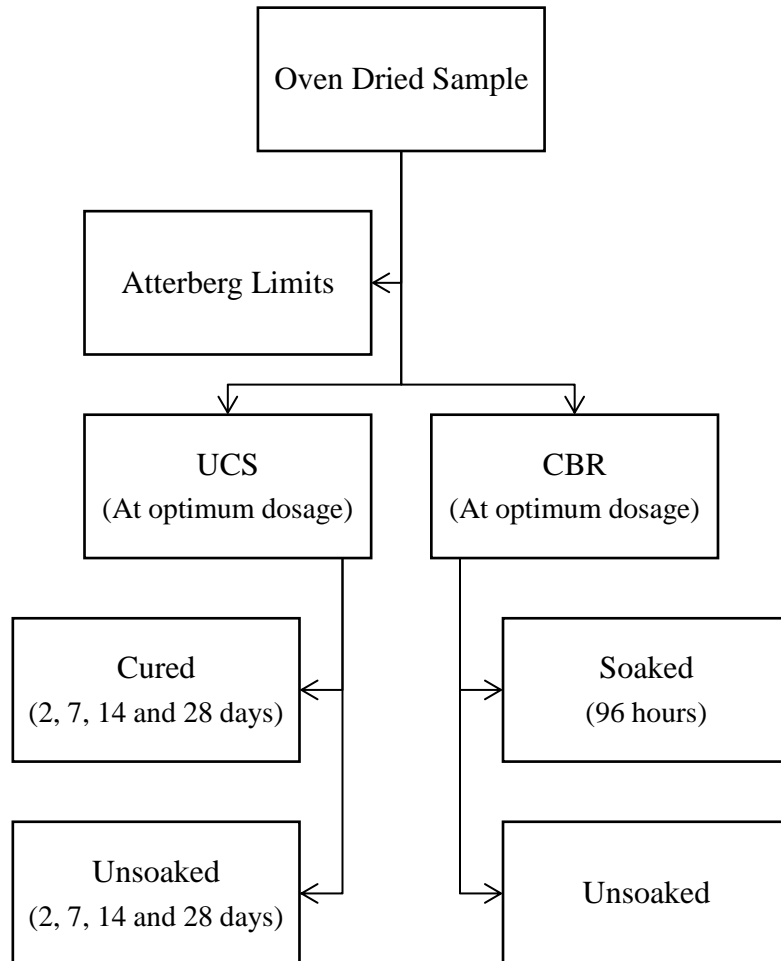 Oven Dried Sample
Atterberg Limits
UCS
(At optimum dosage)
CBR
(At optimum dosage)
Cured
(2, 7, 14 and 28 days)
Soaked
(96 hours)
Unsoaked
(2, 7, 14 and 28 days)
Unsoaked